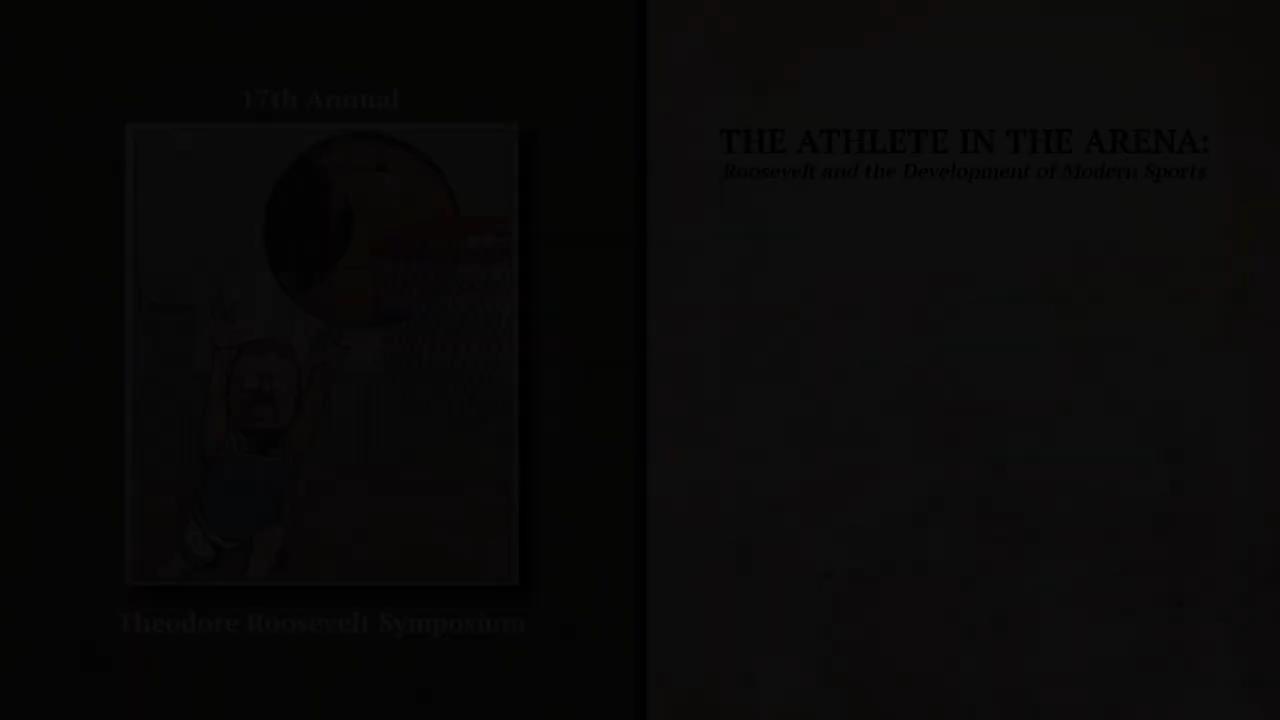 17th Annual
Theodore Roosevelt Symposium
THE ATHLETE IN THE ARENA:
Roosevelt and the Development of Modern Sports